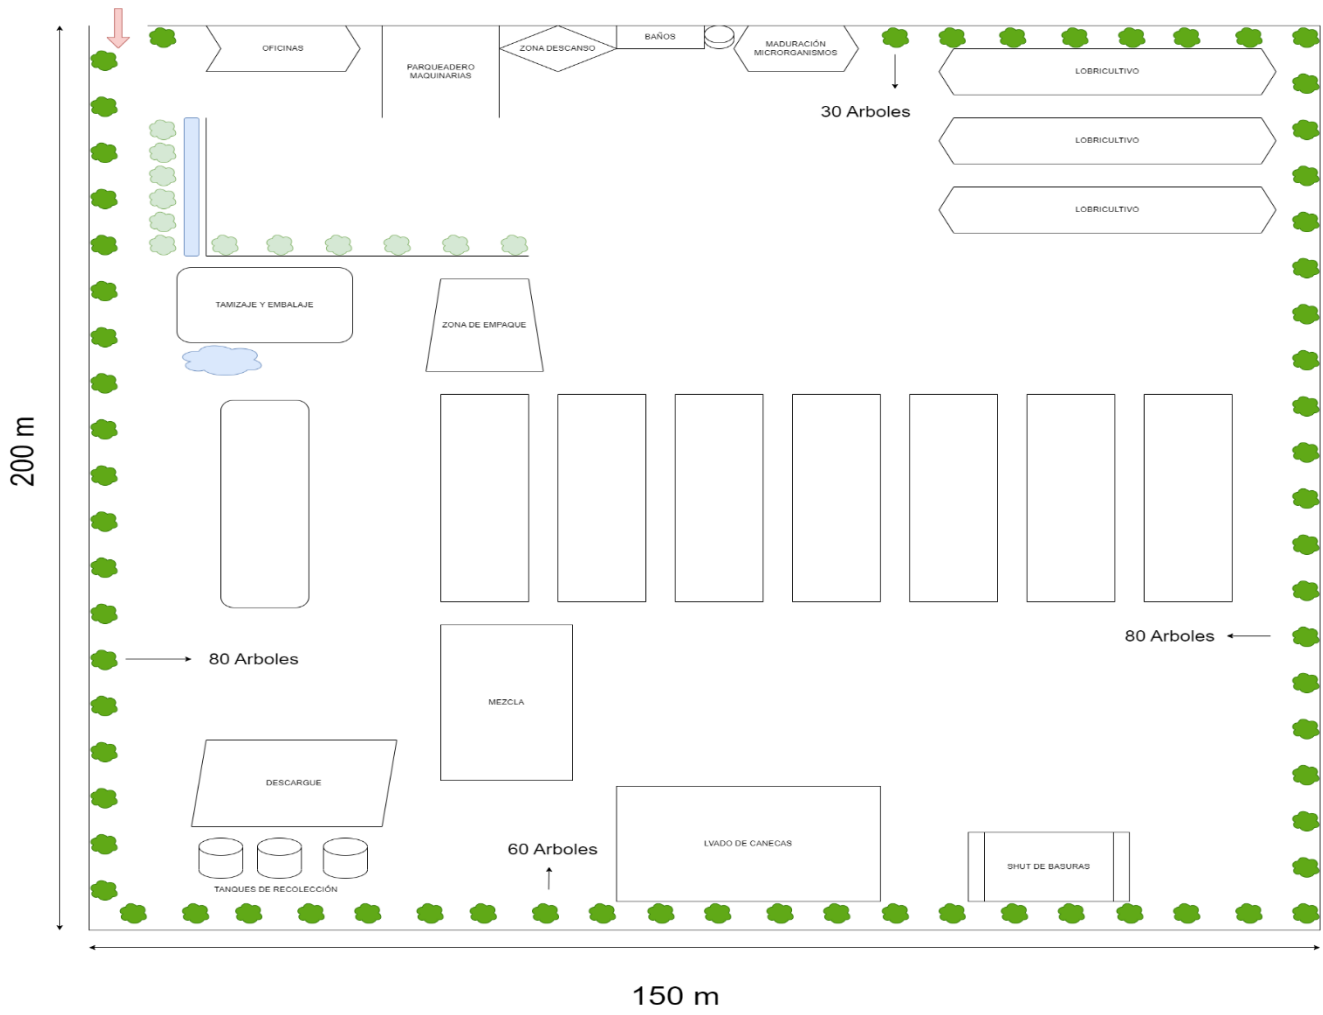 OFICINAS
PARQUEADERO
MAQUINARIAS
ZONA DESCANSO
BAÑOS
MADURACIÓN
MICRORGANISMOS
LOBRICULTIVO
30 Arboles
LOBRICULTIVO
LOBRICULTIVO
TAMIZAJE Y EMBALAJE
ZONA DE EMPAQUE
200 m
80 Arboles
80 Arboles
MEZCLA
DESCARGUE
LVADO DE CANECAS
60 Arboles
SHUT DE BASURAS
TANQUES DE RECOLECCIÓN
150 m